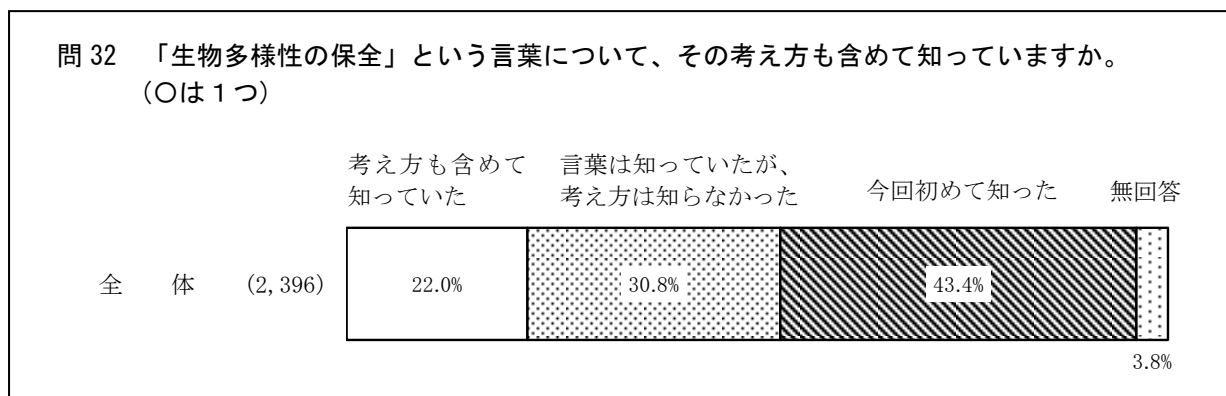 問 32 「生物多様性の保全」という言葉について、その考え方も含めて知っていますか。
（〇は１つ）
考え方も含めて
知っていた
言葉は知っていたが、
考え方は知らなかった
今回初めて知った
無回答
全 体 (2,396)
22.0%
30.8%
43.4%
3.8%